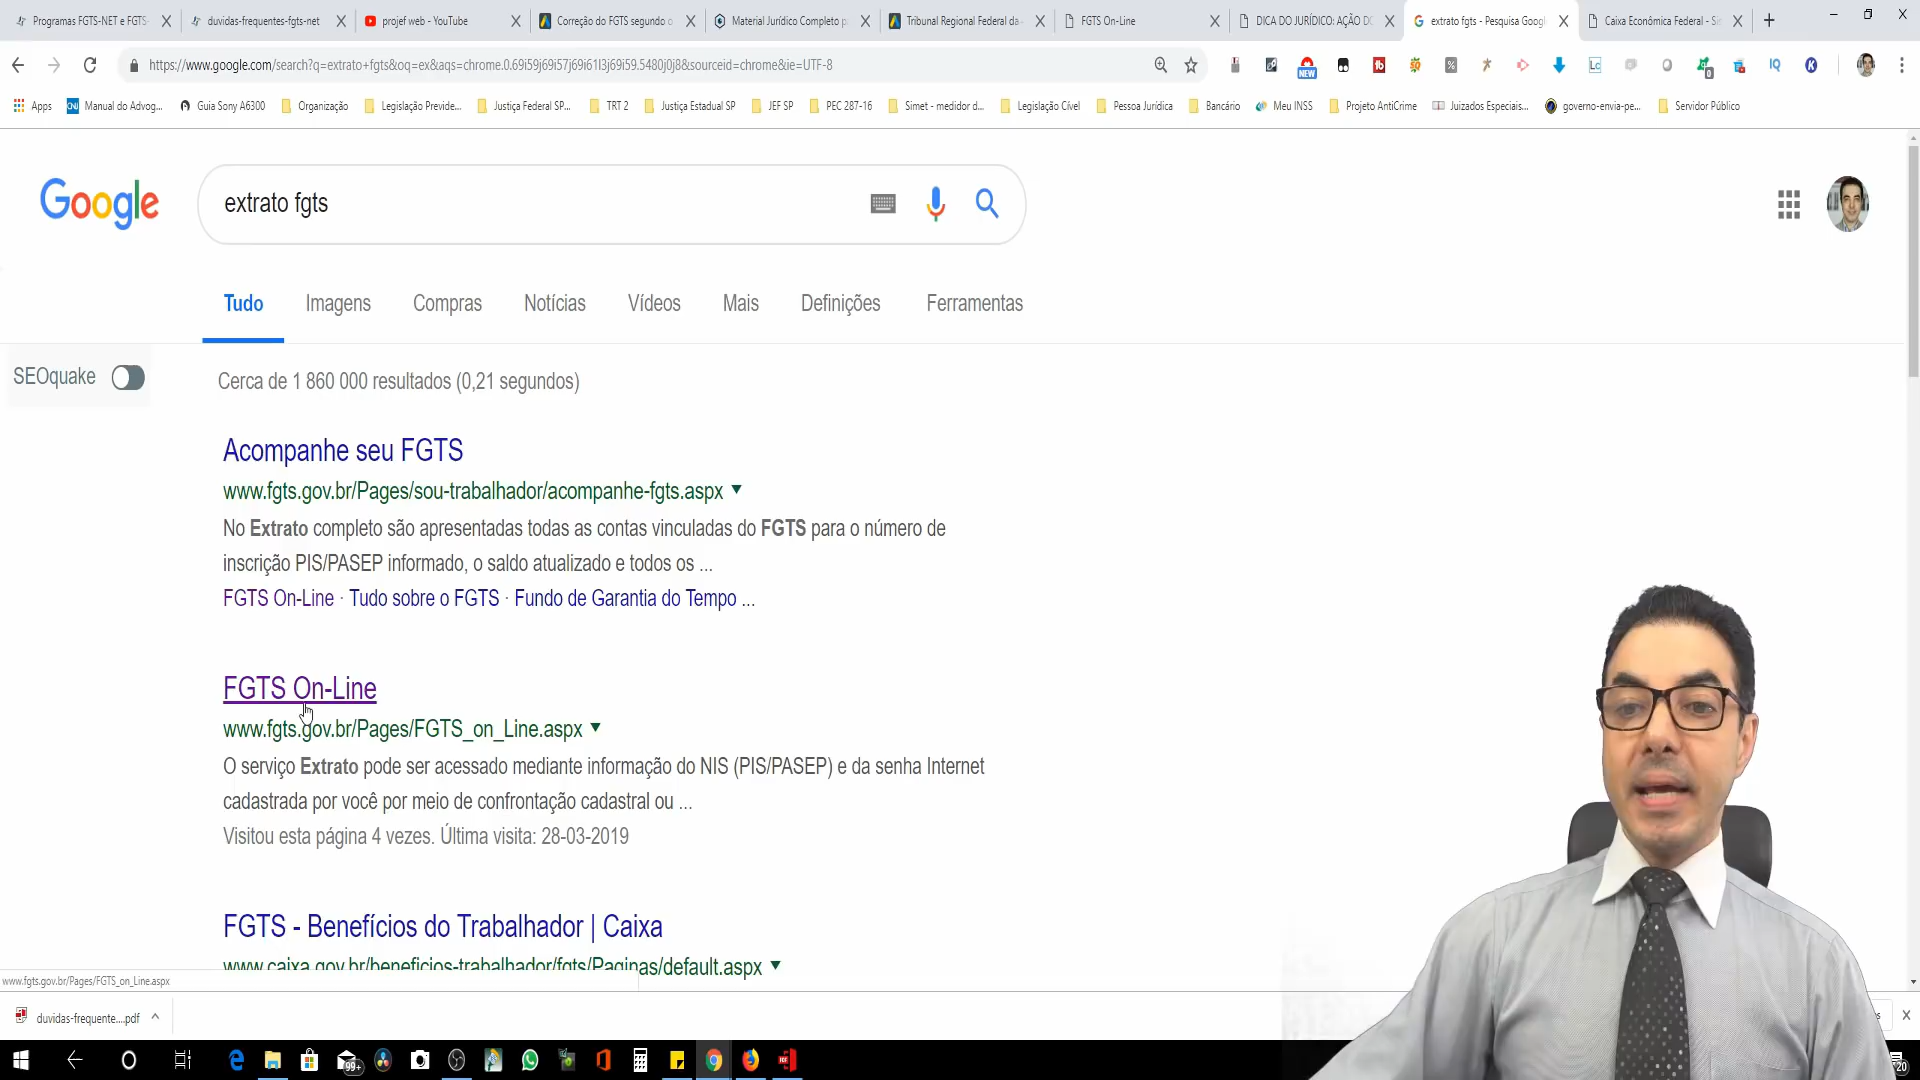 Programas FGTS-NET e FGTS-
duvidas-frequentes-fgts-net
projef web - YouTube
Correção do FGTS segundo o
Material Jurídico Completo p
Tribunal Regional Federal da
FGTS On-Line
DICA DO JURÍDICO: AÇÃO DO
extrato fgts - Pesquisa Googl
Caixa Econômica Federal - Si
https://www.google.com/search?q=extrato+fgts&oq=ex&aqs=chrome.0.69i59j69i57j69i61l3j69i59.5480j0j8&sourceid=chrome&ie=UTF-8
Apps
Manual do Advog...
Guia Sony A6300
Organização
Legislação Previde...
Justiça Federal SP...
TRT 2
Justiça Estadual SP
JEF SP
PEC 287-16
Simet - medidor d...
Legislação Cível
Pessoa Jurídica
Bancário
Meu INSS
Projeto AntiCrime
Juizados Especiais...
governo-envia-pe...
Servidor Público
Google
extrato fgts
Tudo
Imagens
Compras
Notícias
Vídeos
Mais
Definições
Ferramentas
SEOquake
Cerca de 1 860 000 resultados (0,21 segundos)
Acompanhe seu FGTS
www.fgts.gov.br/Pages/sou-trabalhador/acompanhe-fgts.aspx
No Extrato completo são apresentadas todas as contas vinculadas do FGTS para o número de
inscrição PIS/PASEP informado, o saldo atualizado e todos os ...
FGTS On-Line · Tudo sobre o FGTS · Fundo de Garantia do Tempo ...
FGTS On-Line
www.fgts.gov.br/Pages/FGTS_on_Line.aspx
O serviço Extrato pode ser acessado mediante informação do NIS (PIS/PASEP) e da senha Internet
cadastrada por você por meio de confrontação cadastral ou ...
Visitou esta página 4 vezes. Última visita: 28-03-2019
FGTS - Benefícios do Trabalhador | Caixa
www.caixa.gov.br/beneficios-trabalhador/fgts/Paginas/default.aspx
www.fgts.gov.br/Pages/FGTS_on_Line.aspx
duvidas-frequente....pdf
99+
20